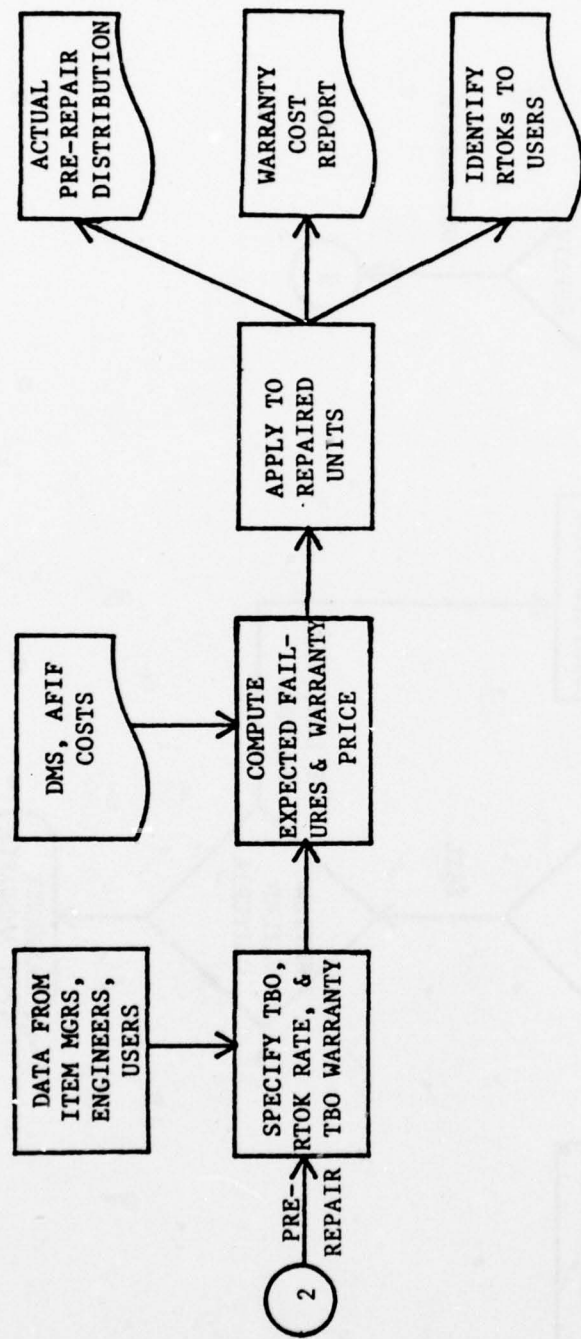 2
PRE-
REPAIR
DATA FROM
ITEM MGRS,
ENGINEERS,
USERS
SPECIFY TBO,
RTOK RATE, &
TBO WARRANTY
DMS, AFIF
COSTS
COMPUTE
EXPECTED FAIL-
URES & WARRANTY
PRICE
APPLY TO
REPAIRED
UNITS
ACTUAL
PRE-REPAIR
DISTRIBUTION
WARRANTY
COST
REPORT
IDENTIFY
RTOKs TO
USERS